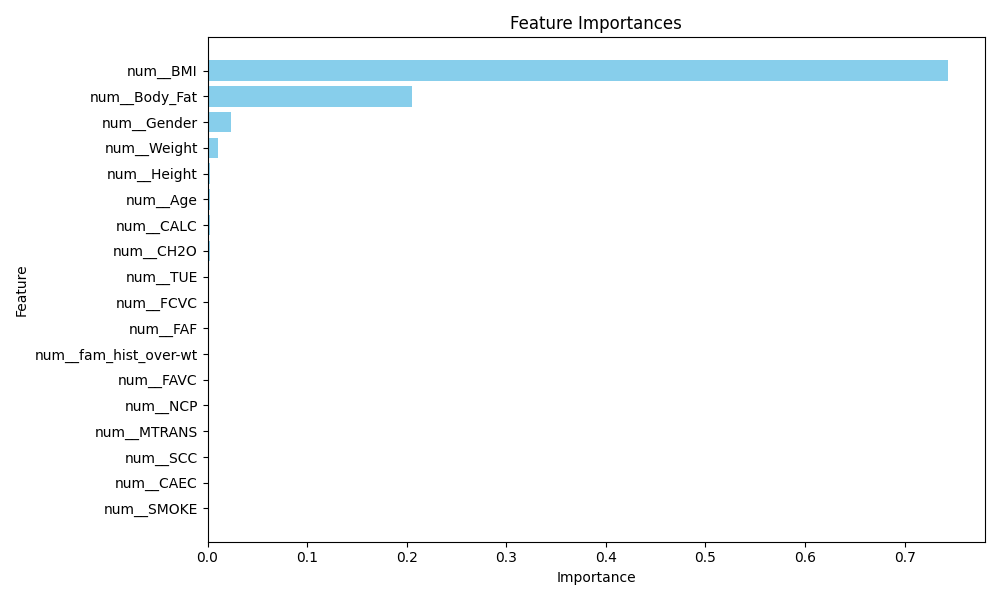 Feature Importances
num__BMI
num__Body_Fat
num__Gender
num__Weight
num__Height
num__Age
num__CALC
num__CH2O
num__TUE
num__FCVC
num__FAF
num__fam_hist_over-wt
num__FAVC
num__NCP
num__MTRANS
num__SCC
num__CAEC
num__SMOKE
Feature
0.0 0.1 0.2 0.3 0.4 0.5 0.6 0.7
Importance